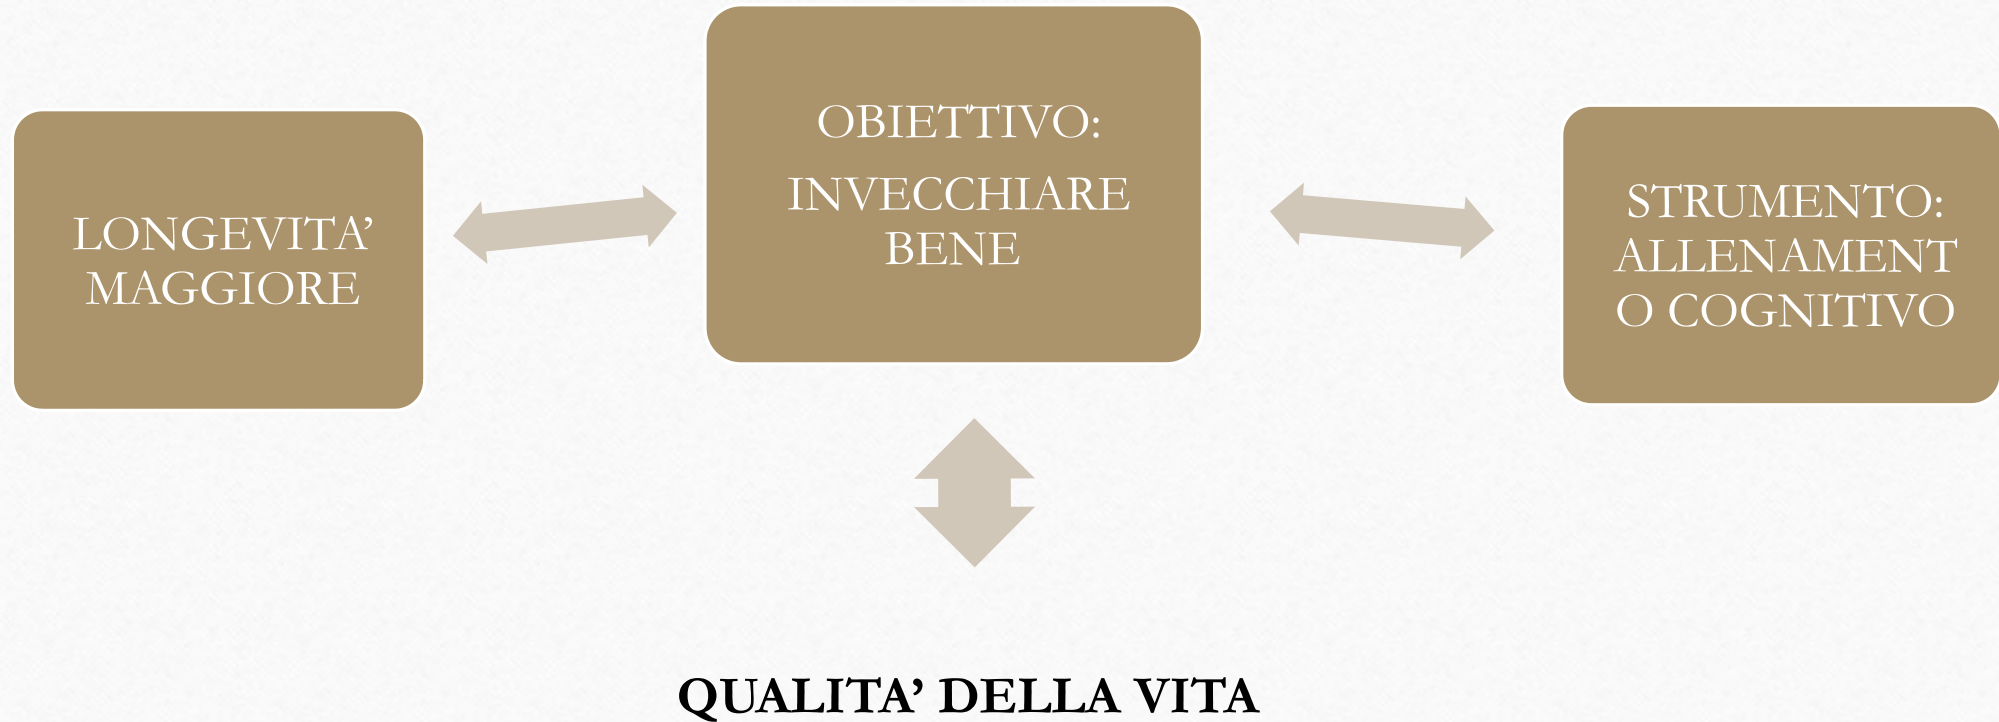 LONGEVITA’
MAGGIORE
OBIETTIVO:
INVECCHIARE
BENE
STRUMENTO:
ALLENAMENT
O COGNITIVO
QUALITA’ DELLA VITA